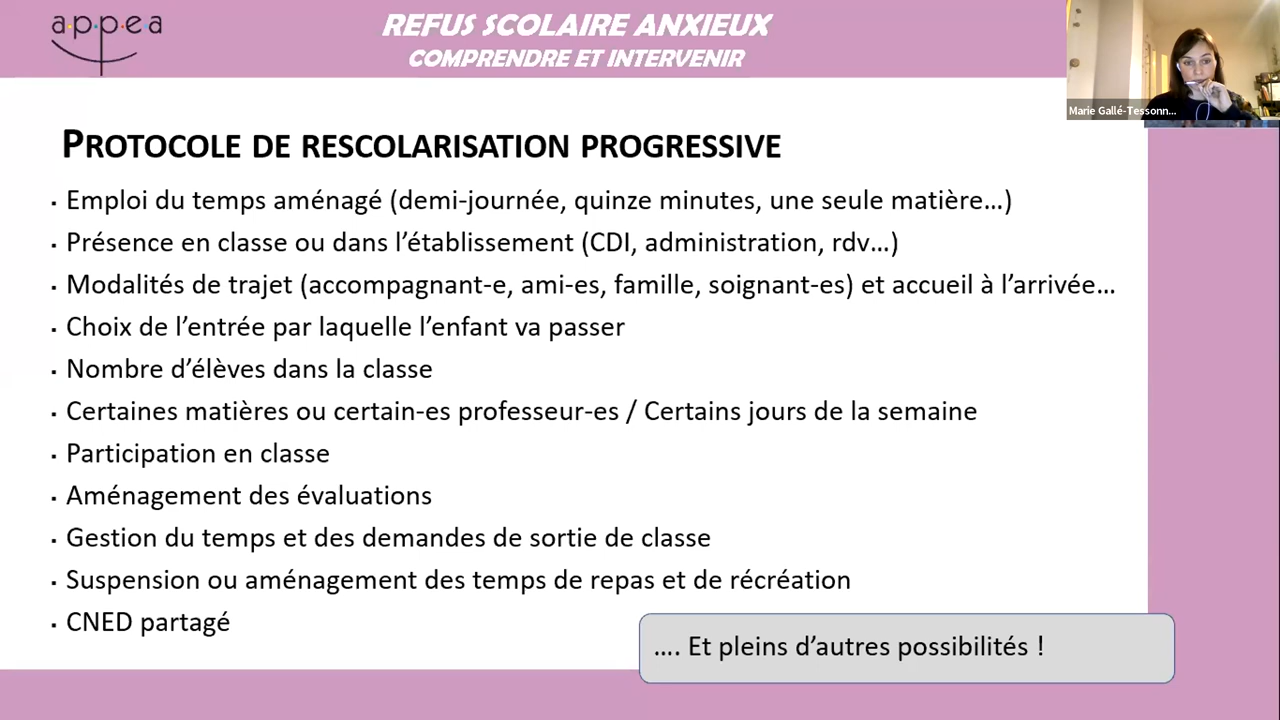 a·p·p·e·a
REFUS SCOLAIRE ANXIEUX
COMPRENDRE ET INTERVENIR
Marie Gallé-Tessonn...
PROTOCOLE DE RESCOLARISATION PROGRESSIVE
▪ Emploi du temps aménagé (demi-journée, quinze minutes, une seule matière…)
▪ Présence en classe ou dans l’établissement (CDI, administration, rdv…)
▪ Modalités de trajet (accompagnant-e, ami-es, famille, soignant-es) et accueil à l’arrivée…
▪ Choix de l’entrée par laquelle l’enfant va passer
▪ Nombre d’élèves dans la classe
▪ Certaines matières ou certain-es professeur-es / Certains jours de la semaine
▪ Participation en classe
▪ Aménagement des évaluations
▪ Gestion du temps et des demandes de sortie de classe
▪ Suspension ou aménagement des temps de repas et de récréation
▪ CNED partagé
…. Et pleins d’autres possibilités !